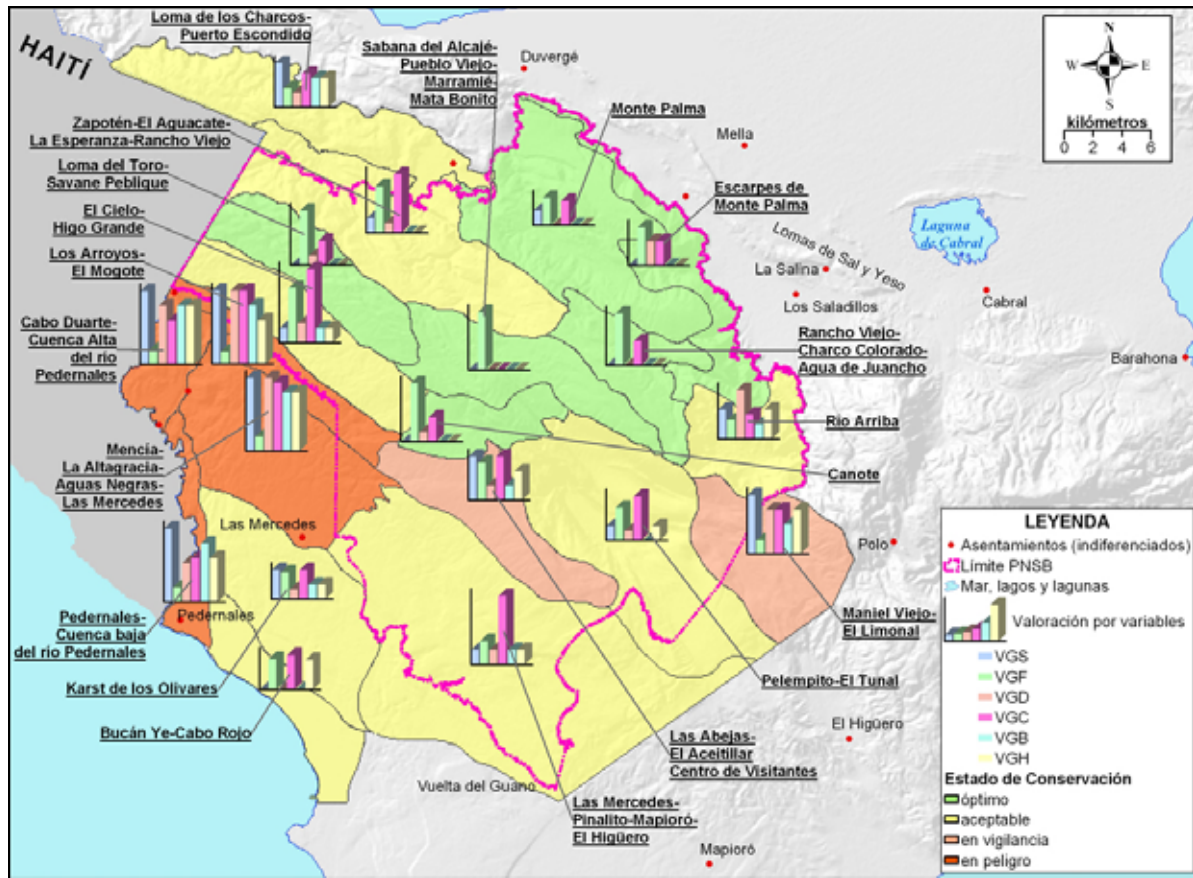 HAITÍ
Loma de los Charcos-
Puerto Escondido
Sabana del Alcajé-
Pueblo Viejo-
Marramié-
Mata Bonito
Duvergé
Zapotén-El Aguacate-
La Esperanza-Rancho Viejo
Monte Palma
Mella
Loma del Toro-
Savane Peblique
Escarpes de
Monte Palma
El Cielo-
Higo Grande
Los Arroyos-
El Mogote
Laguna
de Cabral
Lomas de Sal y Yeso
La Salina
Los Saladillos
Cabral
Barahona
Cabo Duarte-
Cuenca Alta
del río
Pedernales
Rancho Viejo-
Charco Colorado-
Agua de Juancho
Río Arriba
Canote
Mencía-
La Altagracia-
Aguas Negras-
Las Mercedes
Las Mercedes
Polo
Pedernales
Pedernales-
Cuenca baja
del río Pedernales
Maniel Viejo-
El Limonal
Karst de los Olivares
Pelempito-El Tunal
Bucán Ye-Cabo Rojo
El Higüero
Las Abejas-
El Aceitillar
Centro de Visitantes
Vuelta del Guano
Las Mercedes-
Pinalito-Mapioró-
El Higüero
Mapioró
N
W E
S
kilómetros
0 2 4 6
LEYENDA
Asentamientos (indiferenciados)
Límite PNSB
Mar, lagos y lagunas
Valoración por variables
VGS
VGF
VGD
VGC
VGB
VGH
Estado de Conservación
óptimo
aceptable
en vigilancia
en peligro